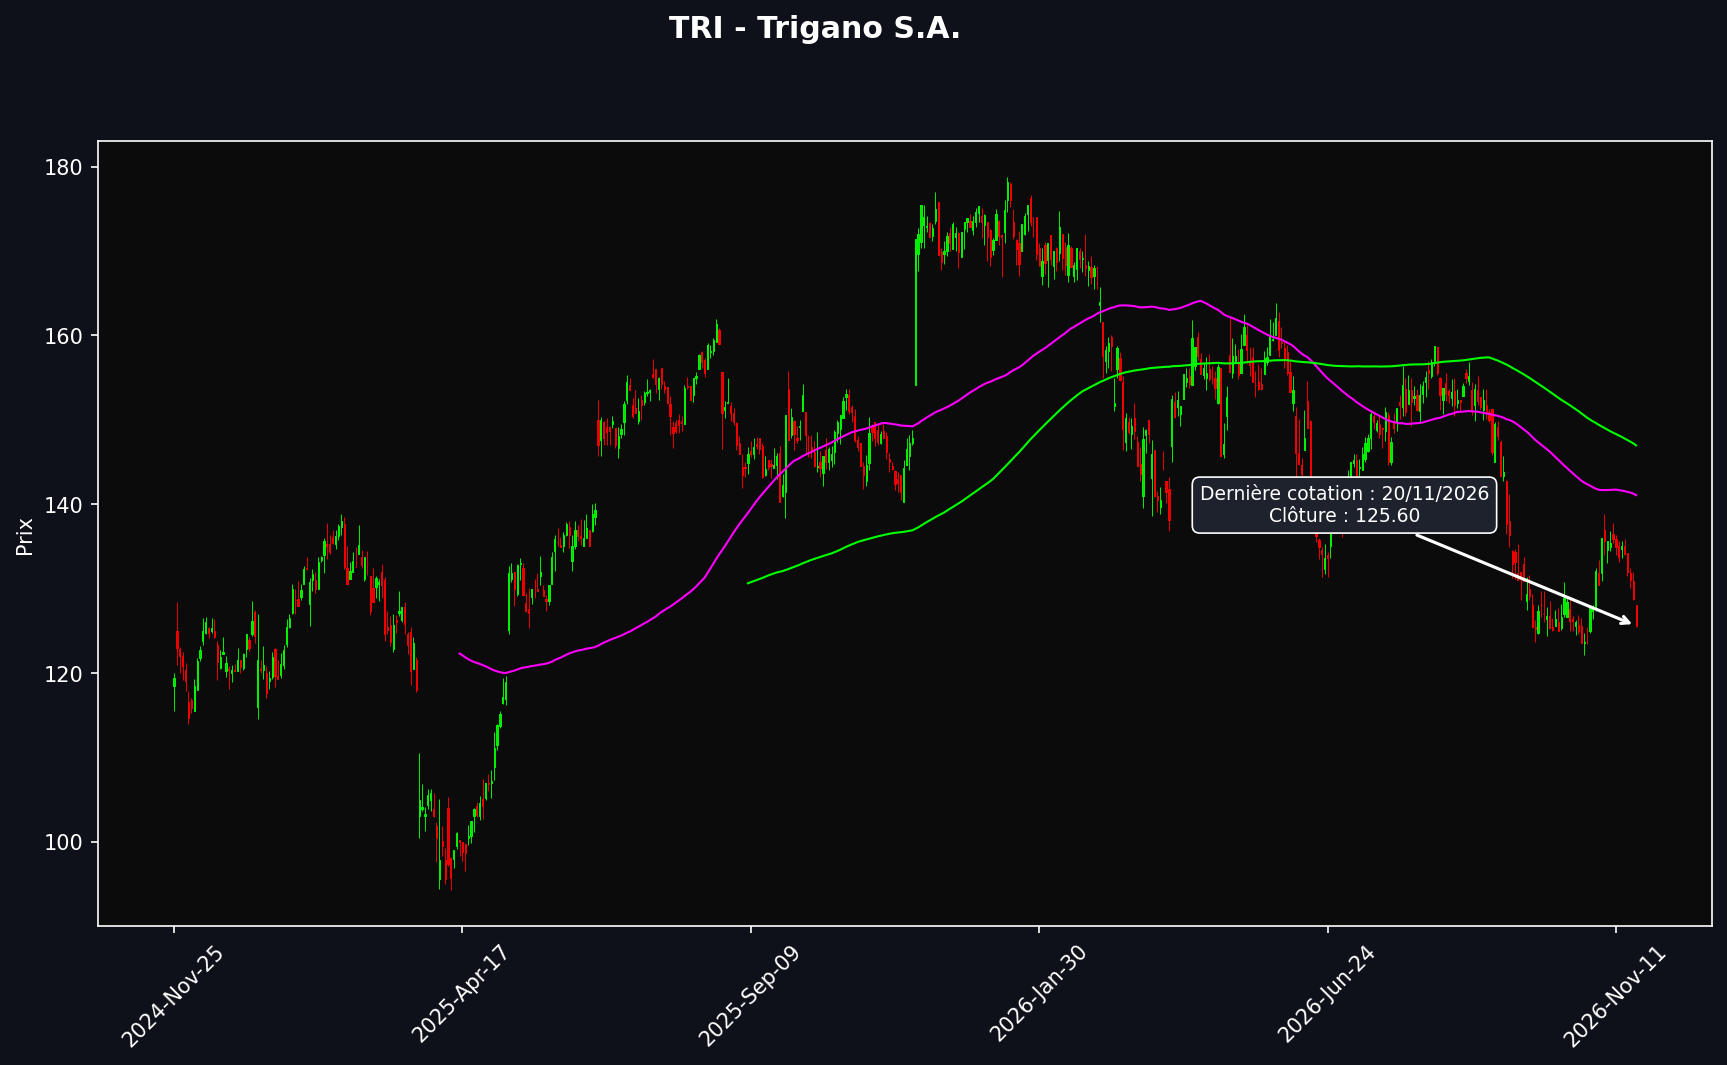 TRI - Trigano S.A.
Prix
180
160
140
120
100
Dernière cotation : 20/11/2026
Clôture : 125.60
2024-Nov-25
2025-Apr-17
2025-Sep-09
2026-Jan-30
2026-Jun-24
2026-Nov-11